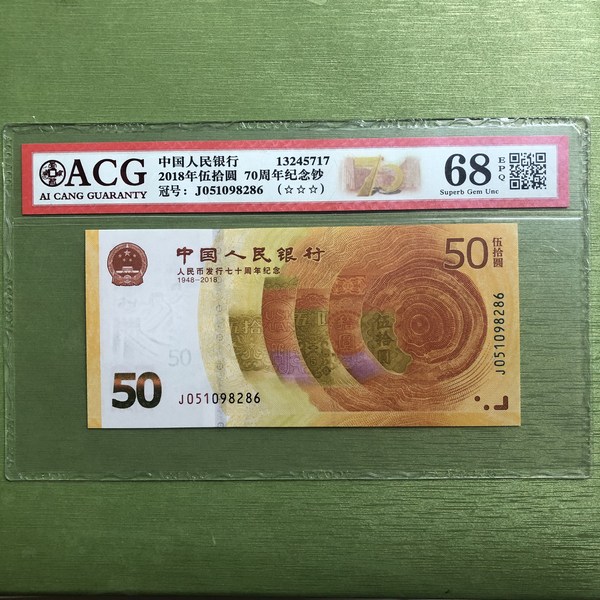 ACG
AI CANG GUARANTY
中国人民银行 13245717
2018年伍拾圆 70周年纪念钞
冠号: J051098286 (☆☆☆)
70
68
EPQ
Superb Gem Unc
中国人民银行
人民币发行七十周年纪念
1948-2018
50
伍拾圆
伍拾圆
50
50
J051098286
J051098286